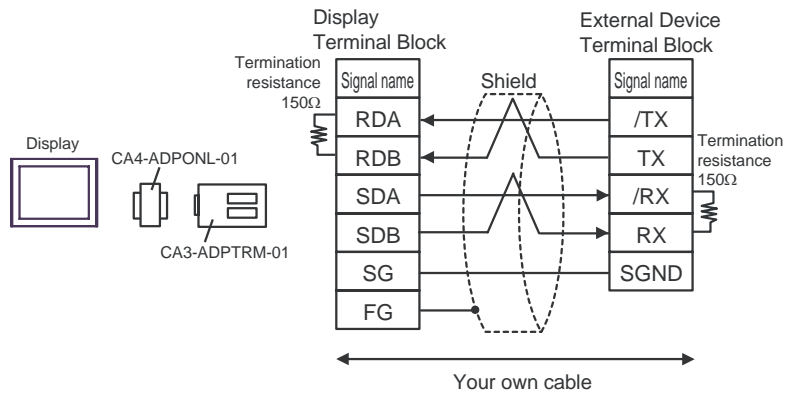 Display
Terminal Block
External Device
Terminal Block
Termination
resistance
150Ω
Signal name
Shield
Signal name
RDA
/TX
RDB
TX
Termination
resistance
150Ω
Display
CA4-ADPONL-01
SDA
/RX
SDB
RX
CA3-ADPTRM-01
SG
SGND
FG
Your own cable